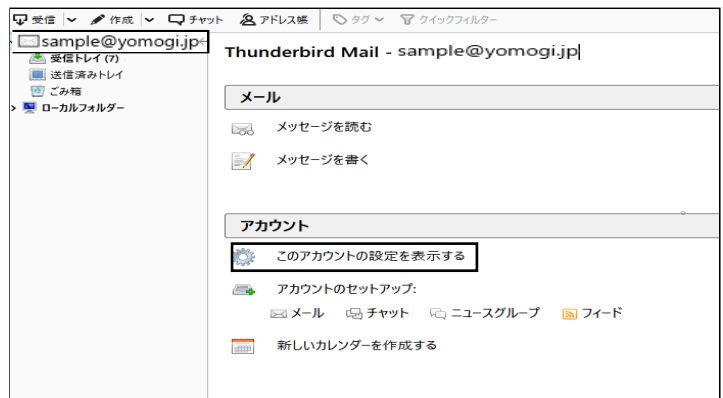 受信 作成 チャット アドレス帳 タグ クイックフィルター
sample@yomogi.jp
受信トレイ (7)
送信済みトレイ
ごみ箱
ローカルフォルダー
Thunderbird Mail - sample@yomogi.jp
メール
メッセージを読む
メッセージを書く
アカウント
このアカウントの設定を表示する
アカウントのセットアップ:
メール チャット ニュースグループ フィード
新しいカレンダーを作成する